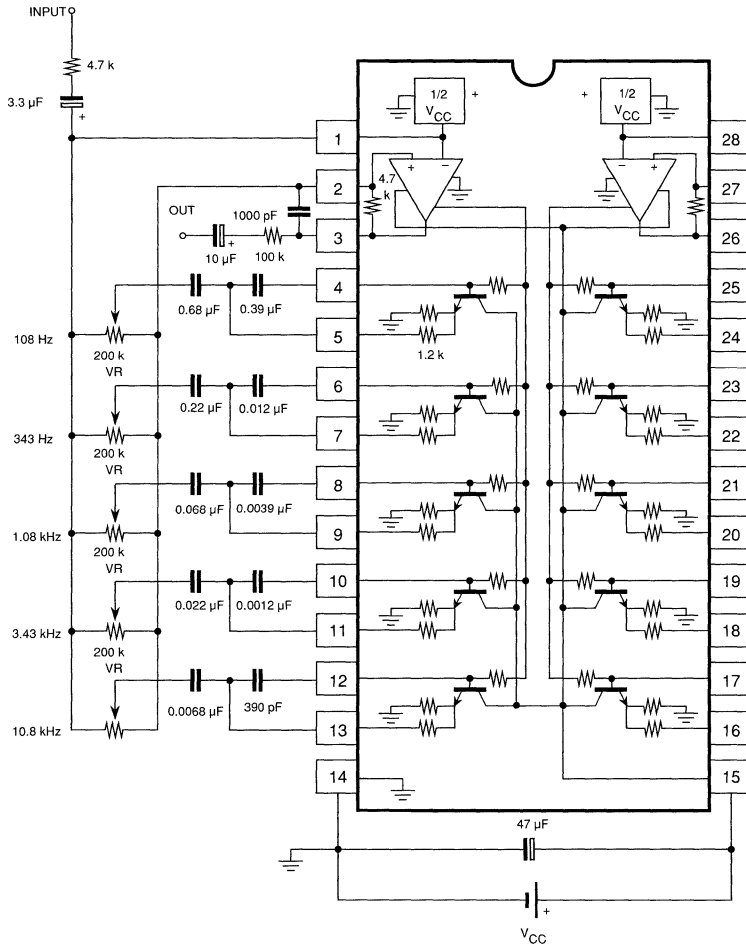 INPUT
4.7 k
3.3 µF
+
1/2
V CC
+
+
1/2
V CC
1
28
+
−
−
+
2
4.7
k
27
OUT
1000 pF
+
10 µF
100 k
3
26
4
25
0.68 µF
0.39 µF
108 Hz
200 k
VR
5
1.2 k
24
6
23
0.22 µF
0.012 µF
343 Hz
200 k
VR
7
22
8
21
0.068 µF
0.0039 µF
1.08 kHz
200 k
VR
9
20
10
19
0.022 µF
0.0012 µF
3.43 kHz
200 k
VR
11
18
12
17
0.0068 µF
390 pF
10.8 kHz
13
16
14
15
47 µF
+
V CC